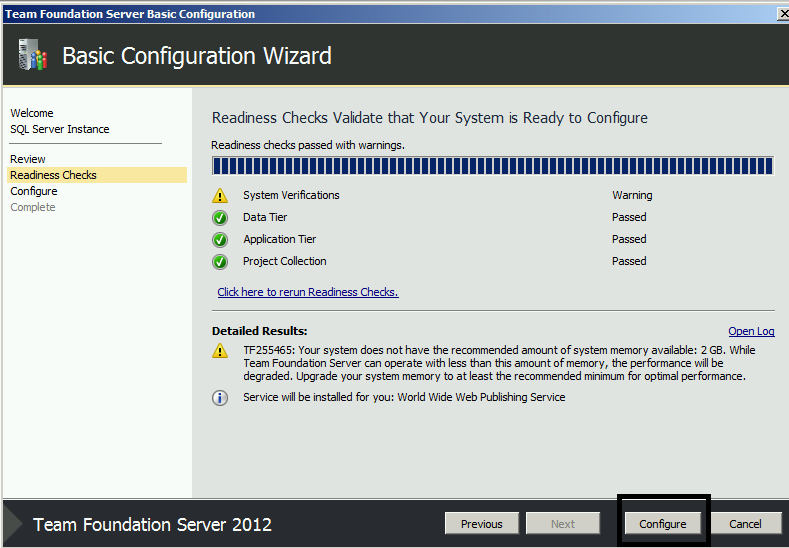 Team Foundation Server Basic Configuration
Basic Configuration Wizard
Welcome
SQL Server Instance
Review
Readiness Checks
Configure
Complete
Readiness Checks Validate that Your System is Ready to Configure
Readiness checks passed with warnings.
System Verifications Warning
Data Tier Passed
Application Tier Passed
Project Collection Passed
Click here to rerun Readiness Checks.
Detailed Results: Open Log
TF255465: Your system does not have the recommended amount of system memory available: 2 GB. While
Team Foundation Server can operate with less than this amount of memory, the performance will be
degraded. Upgrade your system memory to at least the recommended minimum for optimal performance.
Service will be installed for you: World Wide Web Publishing Service
Team Foundation Server 2012
Previous Next Configure Cancel